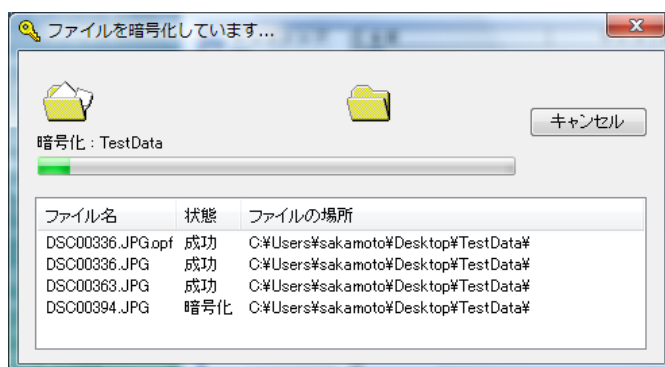 ファイルを暗号化しています...
キャンセル
暗号化 : TestData
ファイル名 状態 ファイルの場所
DSC00336.JPG.opf 成功 C:¥Users¥sakamoto¥Desktop¥TestData¥
DSC00336.JPG 成功 C:¥Users¥sakamoto¥Desktop¥TestData¥
DSC00363.JPG 成功 C:¥Users¥sakamoto¥Desktop¥TestData¥
DSC00394.JPG 暗号化 C:¥Users¥sakamoto¥Desktop¥TestData¥